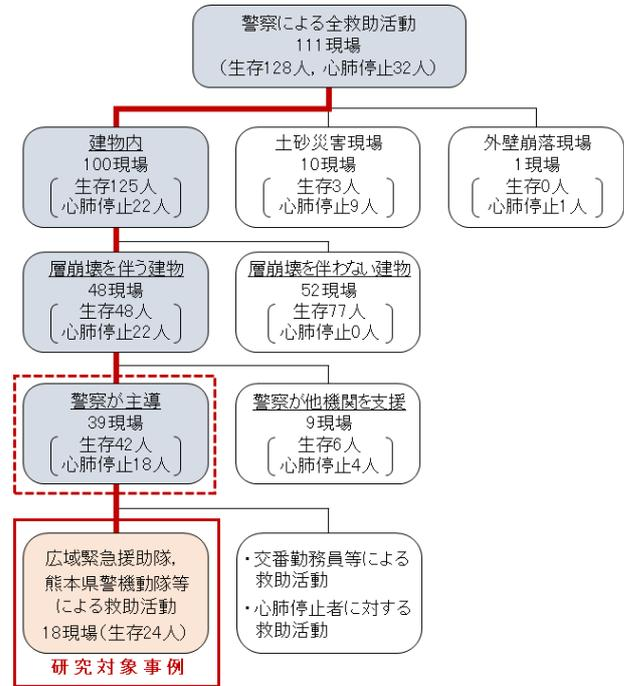 警察による全救助活動
111現場
（生存128人，心肺停止32人）
建物内
100現場
生存125人
心肺停止22人
土砂災害現場
10現場
生存3人
心肺停止9人
外壁崩落現場
1現場
生存0人
心肺停止1人
層崩壊を伴う建物
48現場
生存48人
心肺停止22人
層崩壊を伴わない建物
52現場
生存77人
心肺停止0人
警察が主導
39現場
生存42人
心肺停止18人
警察が他機関を支援
9現場
生存6人
心肺停止4人
広域緊急援助隊，
熊本県警機動隊等
による救助活動
18現場（生存24人）
研究対象事例
・交番勤務員等による
救助活動
・心肺停止者に対する
救助活動